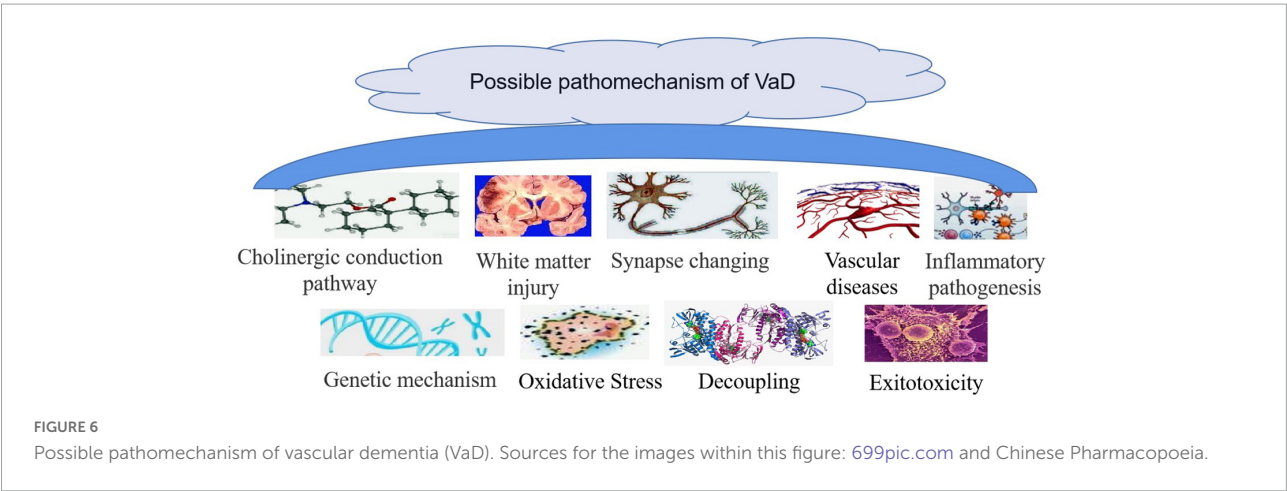 Possible pathomechanism of VaD
Cholinergic conduction
pathway
White matter
injury
Synapse changing
Vascular
diseases
Inflammatory
pathogenesis
Genetic mechanism
Oxidative Stress
Decoupling
Exitotoxicity
FIGURE 6
Possible pathomechanism of vascular dementia (VaD). Sources for the images within this figure: 699pic.com and Chinese Pharmacopoeia.